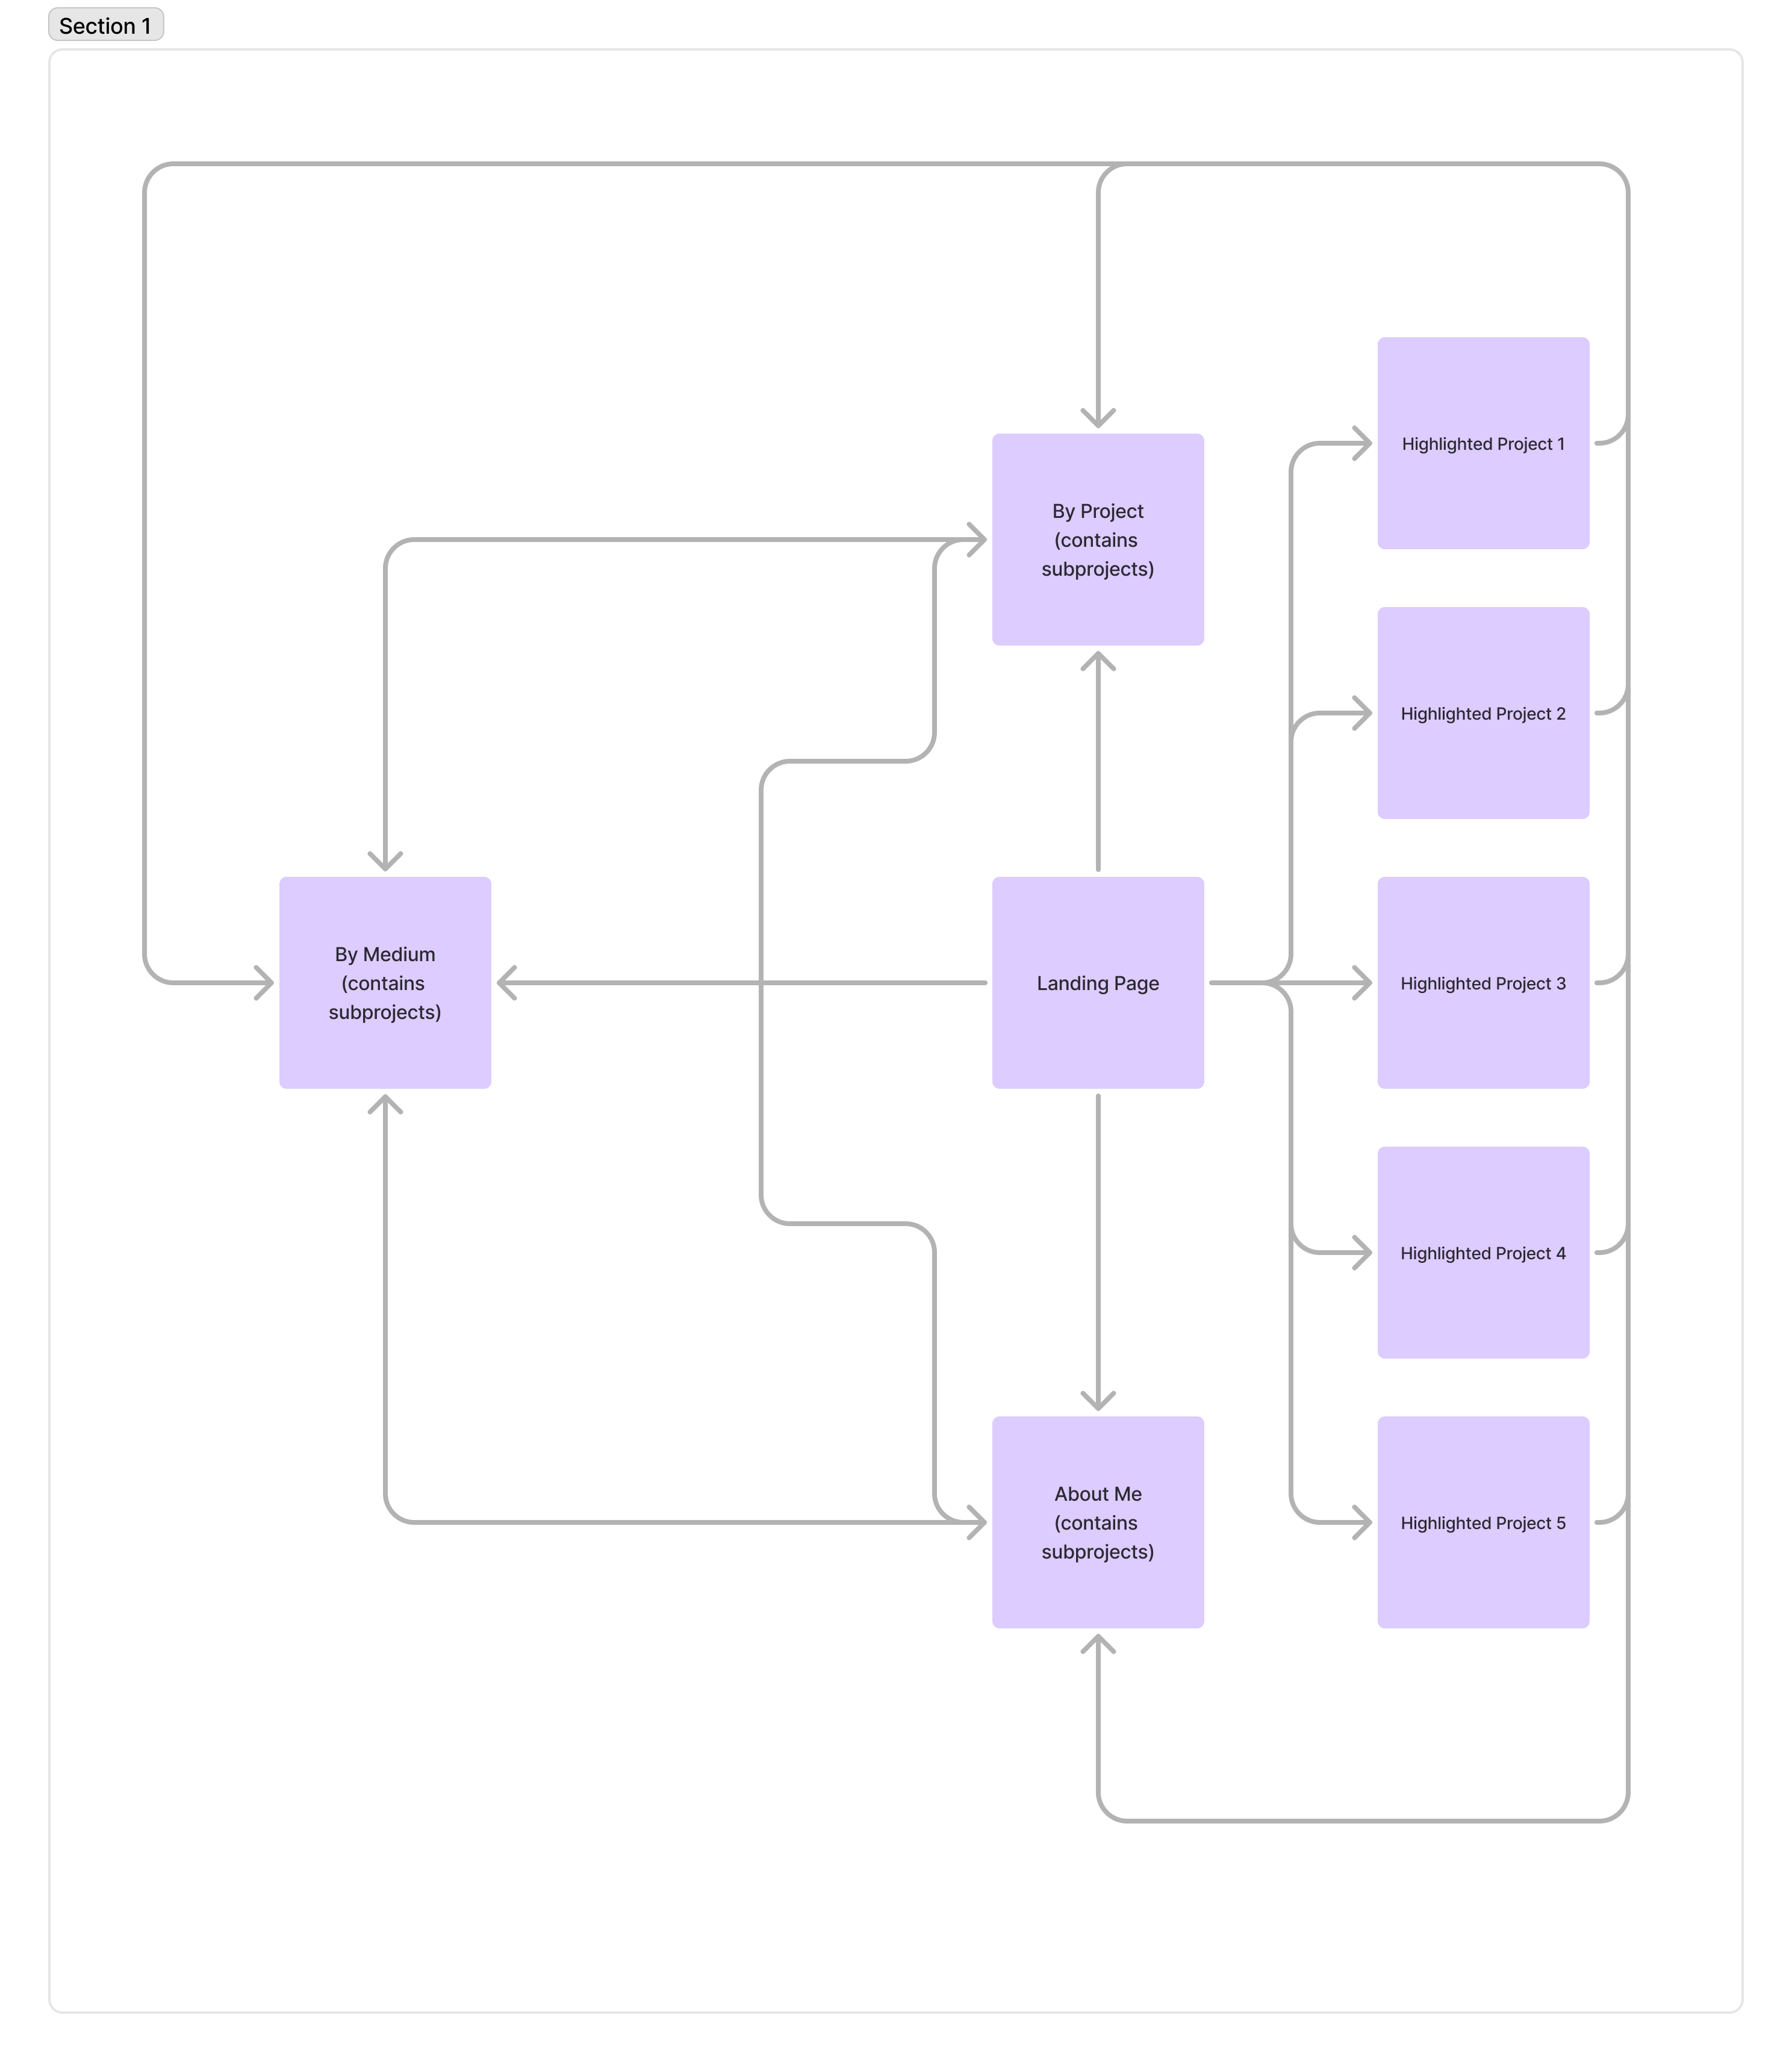 Section 1
Highlighted Project 1
By Project
(contains
subprojects)
Highlighted Project 2
By Medium
(contains
subprojects)
Landing Page
Highlighted Project 3
Highlighted Project 4
About Me
(contains
subprojects)
Highlighted Project 5